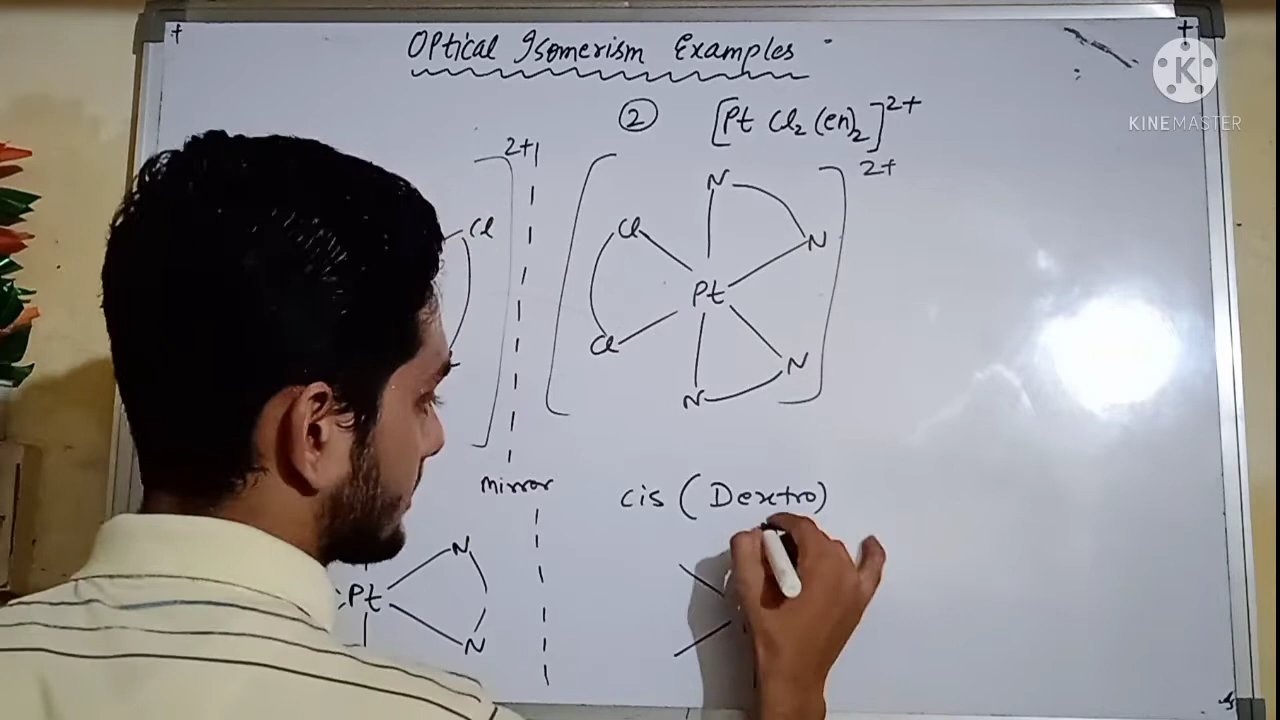 Optical Isomerism Examples
K
KINEMASTER
② [Pt Cl₂ (en)₂]²⁺
2+
2+
N
Cl
Cl
N
Pt
Cl
N
N
mirror
cis (Dextro)
N
Pt
N